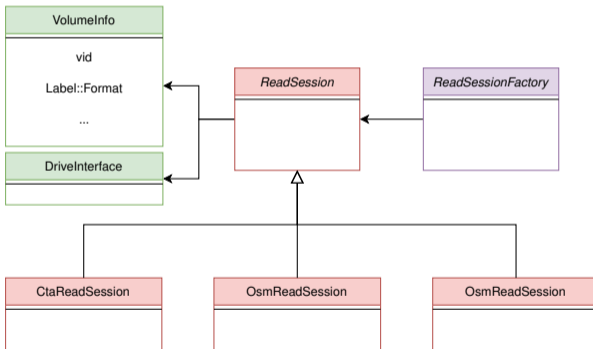 VolumeInfo
vid
Label::Format
...
DriveInterface
ReadSession
ReadSessionFactory
CtaReadSession
OsmReadSession
OsmReadSession